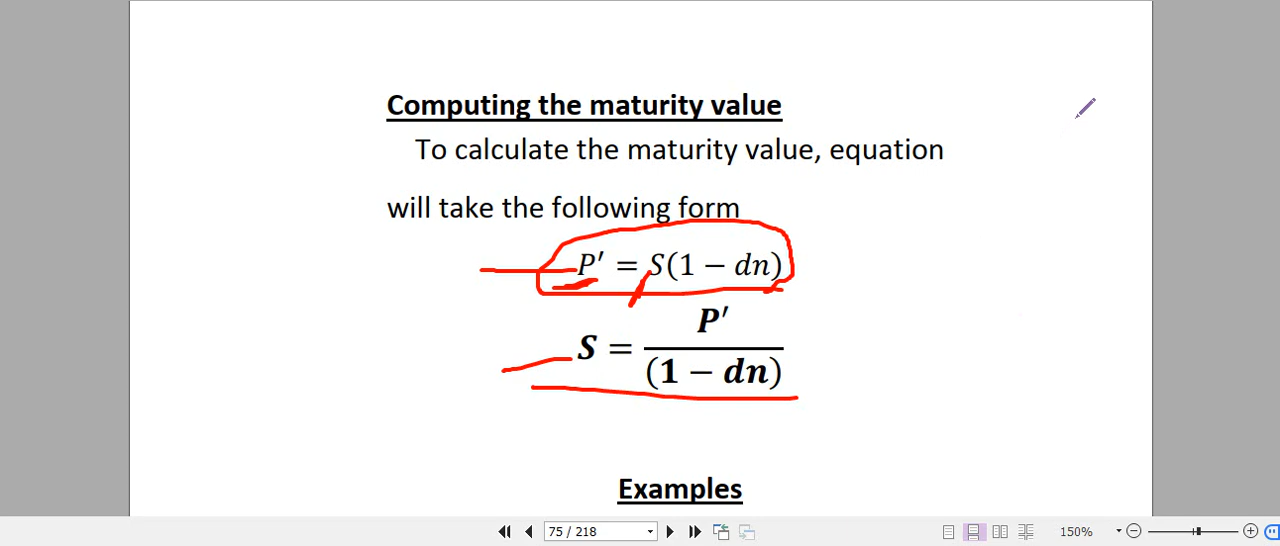 Computing the maturity value
To calculate the maturity value, equation
will take the following form
P′ = S(1 − dn)
S = P′ / (1 − dn)
Examples
75 / 218
150%